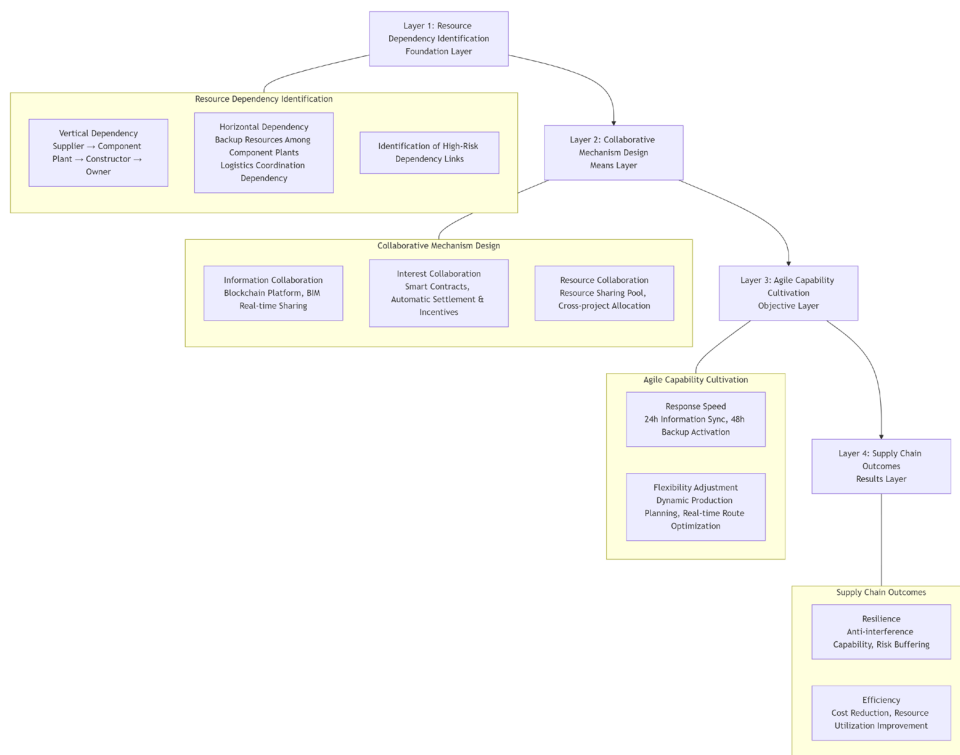 Layer 1: Resource
Dependency Identification
Foundation Layer
Resource Dependency Identification
Vertical Dependency
Supplier → Component
Plant → Constructor →
Owner
Horizontal Dependency
Backup Resources Among
Component Plants
Logistics Coordination
Dependency
Identification of High-Risk
Dependency Links
Layer 2: Collaborative
Mechanism Design
Means Layer
Collaborative Mechanism Design
Information Collaboration
Blockchain Platform, BIM
Real-time Sharing
Interest Collaboration
Smart Contracts,
Automatic Settlement &
Incentives
Resource Collaboration
Resource Sharing Pool,
Cross-project Allocation
Layer 3: Agile Capability
Cultivation
Objective Layer
Agile Capability Cultivation
Response Speed
24h Information Sync, 48h
Backup Activation
Flexibility Adjustment
Dynamic Production
Planning, Real-time Route
Optimization
Layer 4: Supply Chain
Outcomes
Results Layer
Supply Chain Outcomes
Resilience
Anti-interference
Capability, Risk Buffering
Efficiency
Cost Reduction, Resource
Utilization Improvement